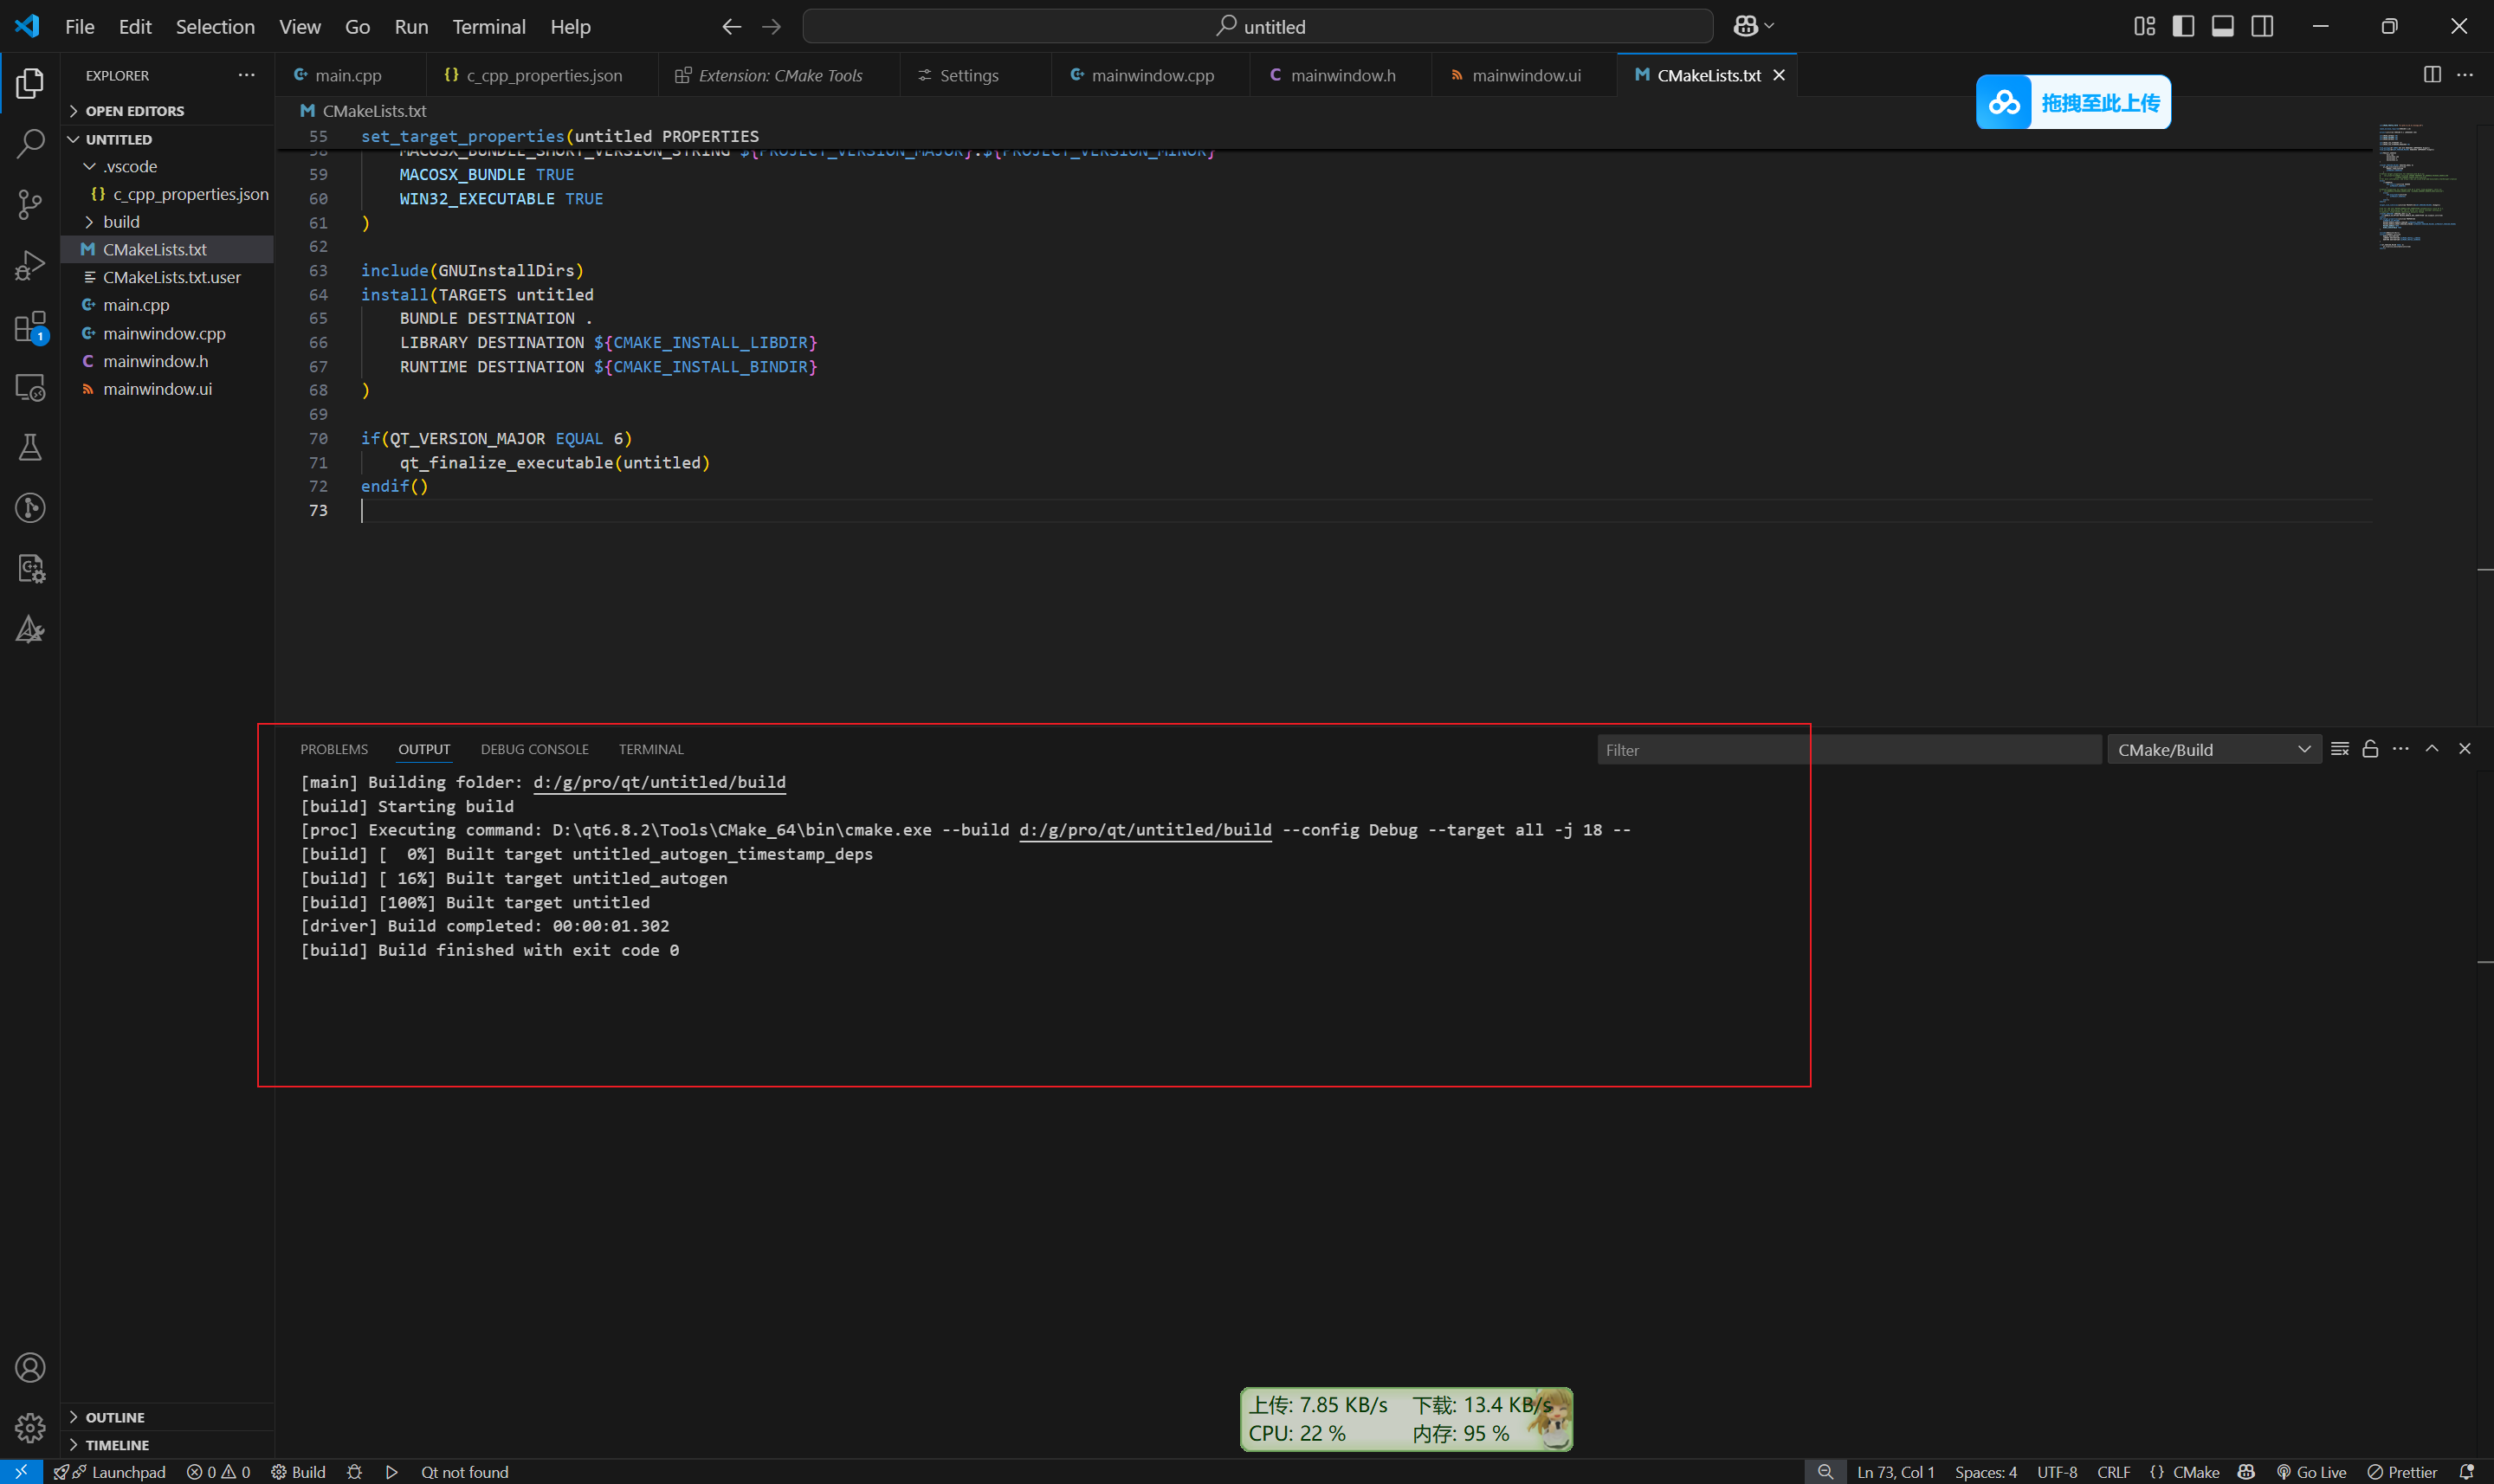 File Edit Selection View Go Run Terminal Help
untitled
EXPLORER
OPEN EDITORS
UNTITLED
.vscode
c_cpp_properties.json
build
CMakeLists.txt
CMakeLists.txt.user
main.cpp
mainwindow.cpp
mainwindow.h
mainwindow.ui
1
OUTLINE
TIMELINE
main.cpp c_cpp_properties.json Extension: CMake Tools Settings mainwindow.cpp mainwindow.h mainwindow.ui CMakeLists.txt
拖拽至此上传
CMakeLists.txt
55 set_target_properties(untitled PROPERTIES
58 MACOSX_BUNDLE_SHORT_VERSION_STRING ${PROJECT_VERSION_MAJOR}.${PROJECT_VERSION_MINOR}
59 MACOSX_BUNDLE TRUE
60 WIN32_EXECUTABLE TRUE
61 )
62
63 include(GNUInstallDirs)
64 install(TARGETS untitled
65 BUNDLE DESTINATION .
66 LIBRARY DESTINATION ${CMAKE_INSTALL_LIBDIR}
67 RUNTIME DESTINATION ${CMAKE_INSTALL_BINDIR}
68 )
69
70 if(QT_VERSION_MAJOR EQUAL 6)
71 qt_finalize_executable(untitled)
72 endif()
73
PROBLEMS OUTPUT DEBUG CONSOLE TERMINAL Filter CMake/Build
[main] Building folder: d:/g/pro/qt/untitled/build
[build] Starting build
[proc] Executing command: D:\qt6.8.2\Tools\CMake_64\bin\cmake.exe --build d:/g/pro/qt/untitled/build --config Debug --target all -j 18 --
[build] [  0%] Built target untitled_autogen_timestamp_deps
[build] [ 16%] Built target untitled_autogen
[build] [100%] Built target untitled
[driver] Build completed: 00:00:01.302
[build] Build finished with exit code 0
上传: 7.85 KB/s 下载: 13.4 KB/s
CPU: 22 % 内存: 95 %
Launchpad 0 0 Build Qt not found Ln 73, Col 1 Spaces: 4 UTF-8 CRLF {} CMake Go Live Prettier